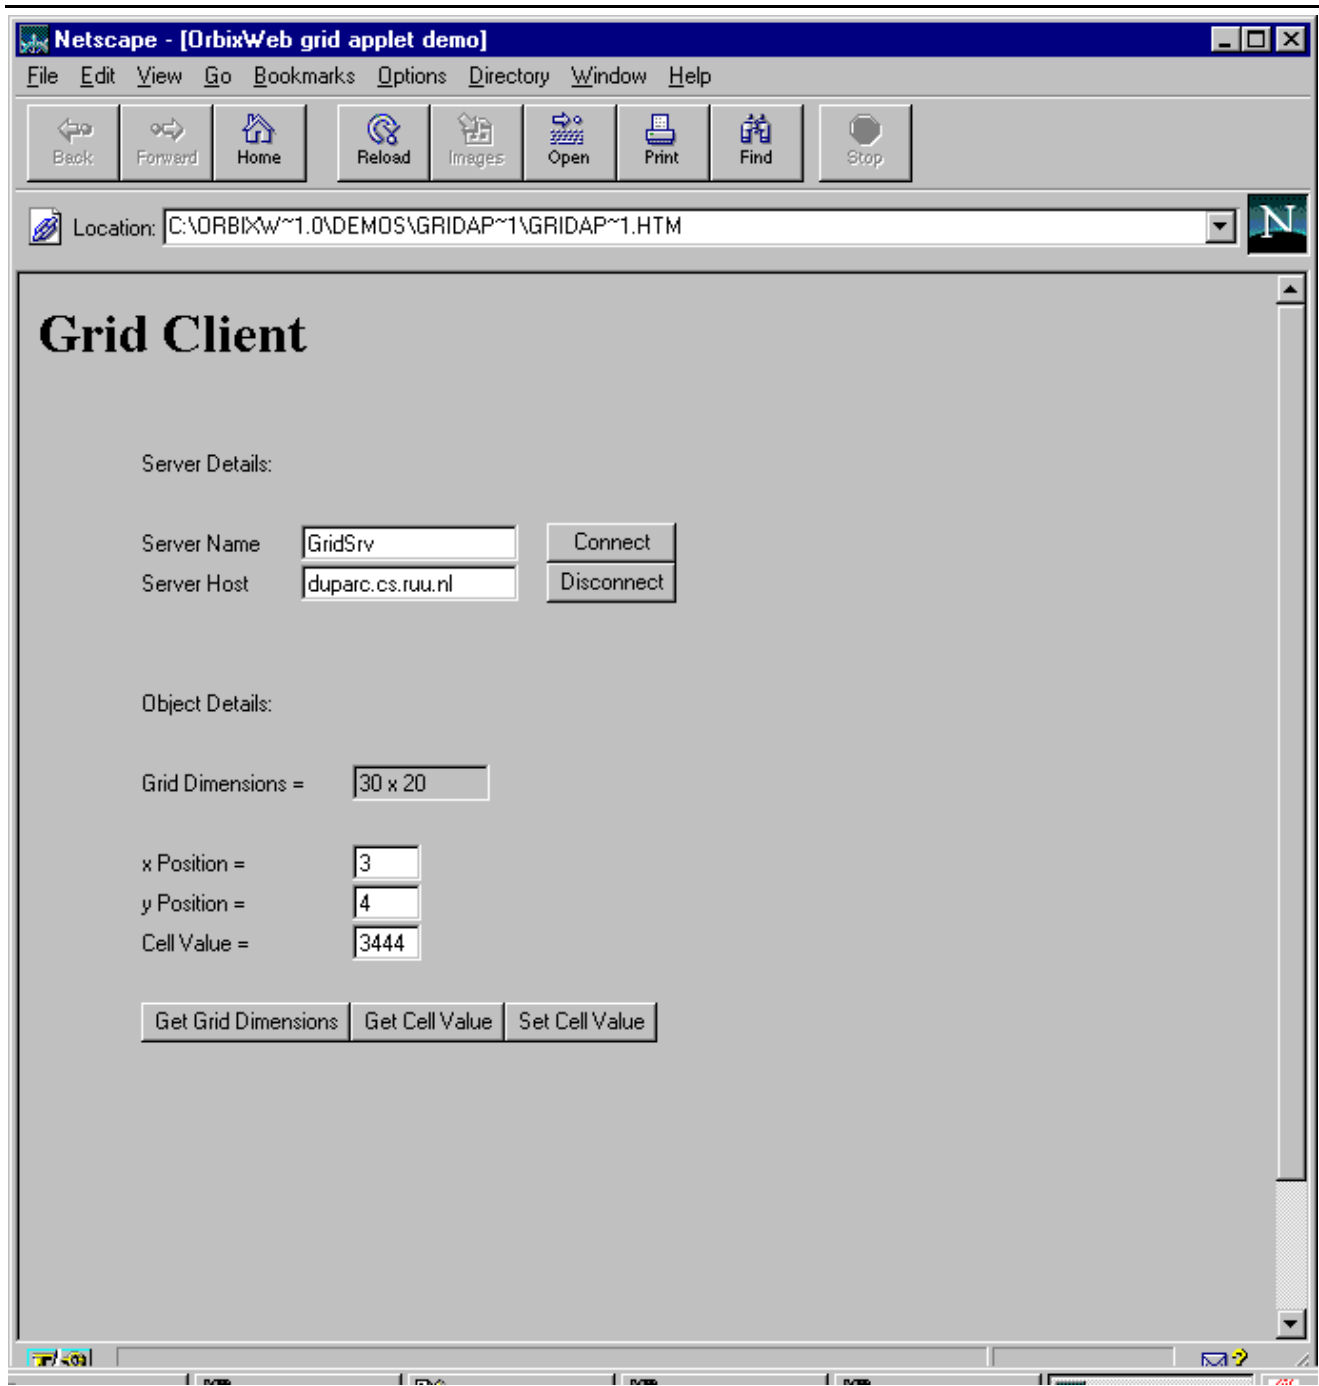 Netscape - [OrbixWeb grid applet demo]
File Edit View Go Bookmarks Options Directory Window Help
Back Forward Home Reload Images Open Print Find Stop
Location: C:\ORBIXW~1.0\DEMOS\GRIDAP~1\GRIDAP~1.HTM
N
Grid Client
Server Details:
Server Name GridSrv Connect
Server Host duparc.cs.ruu.nl Disconnect
Object Details:
Grid Dimensions = 30 x 20
x Position = 3
y Position = 4
Cell Value = 3444
Get Grid Dimensions Get Cell Value Set Cell Value
?